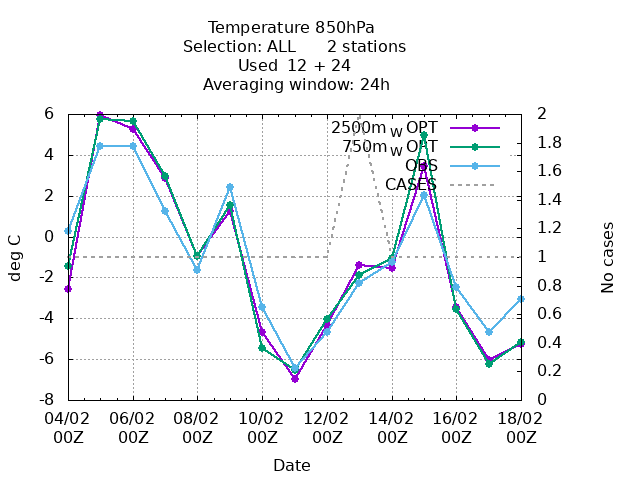 Temperature 850hPa
Selection: ALL 2 stations
Used 12 + 24
Averaging window: 24h
deg C
6
4
2
0
-2
-4
-6
-8
2500m W OPT
750m W OPT
OBS
CASES
2
1.8
1.6
1.4
1.2
1
0.8
0.6
0.4
0.2
0
No cases
04/02 06/02 08/02 10/02 12/02 14/02 16/02 18/02
00Z 00Z 00Z 00Z 00Z 00Z 00Z 00Z
Date